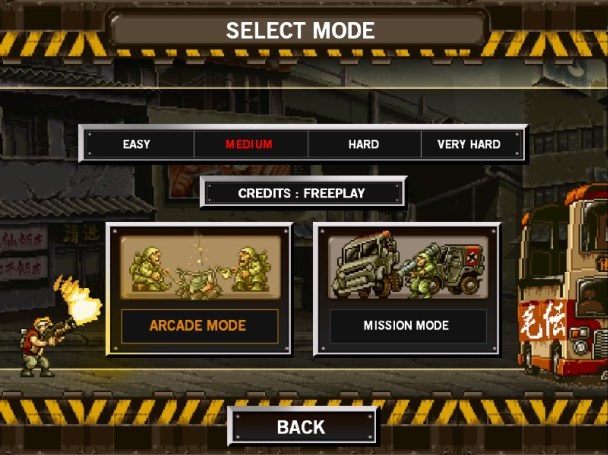 SELECT MODE
EASY MEDIUM HARD VERY HARD
CREDITS : FREEPLAY
ARCADE MODE MISSION MODE
BACK